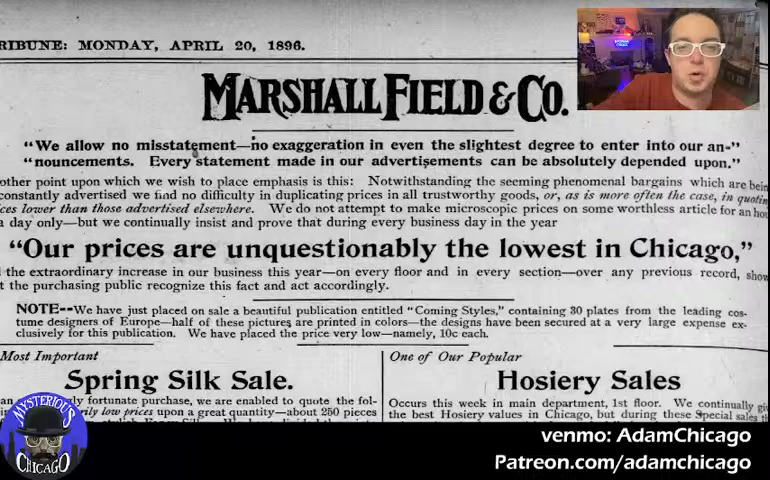 RIBUNE: MONDAY, APRIL 20, 1896.
MARSHALL FIELD & CO.
“We allow no misstatement—no exaggeration in even the slightest degree to enter into our an-”
“nouncements. Every statement made in our advertisements can be absolutely depended upon.”
other point upon which we wish to place emphasis is this: Notwithstanding the seeming phenomenal bargains which are bein
constantly advertised we find no difficulty in duplicating prices in all trustworthy goods, or, as is more often the case, in quotin
ces lower than those advertised elsewhere. We do not attempt to make microscopic prices on some worthless article for an hou
a day only—but we continually insist and prove that during every business day in the year
“Our prices are unquestionably the lowest in Chicago,”
the extraordinary increase in our business this year—on every floor and in every section—over any previous record, show
t the purchasing public recognize this fact and act accordingly.
NOTE--We have just placed on sale a beautiful publication entitled “Coming Styles,” containing 30 plates from the leading cos-
tume designers of Europe—half of these pictures are printed in colors—the designs have been secured at a very large expense ex-
clusively for this publication. We have placed the price very low—namely, 10c each.
Most Important
Spring Silk Sale.
ly fortunate purchase, we are enabled to quote the fol-
rily low prices upon a great quantity—about 250 pieces
One of Our Popular
Hosiery Sales
Occurs this week in main department, 1st floor. We continually gi
the best Hosiery values in Chicago, but during these Special sales
MYSTERIOUS
CHICAGO
venmo: AdamChicago
Patreon.com/adamchicago